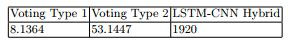 Voting Type 1 Voting Type 2 LSTM-CNN Hybrid
8.1364 53.1447 1920